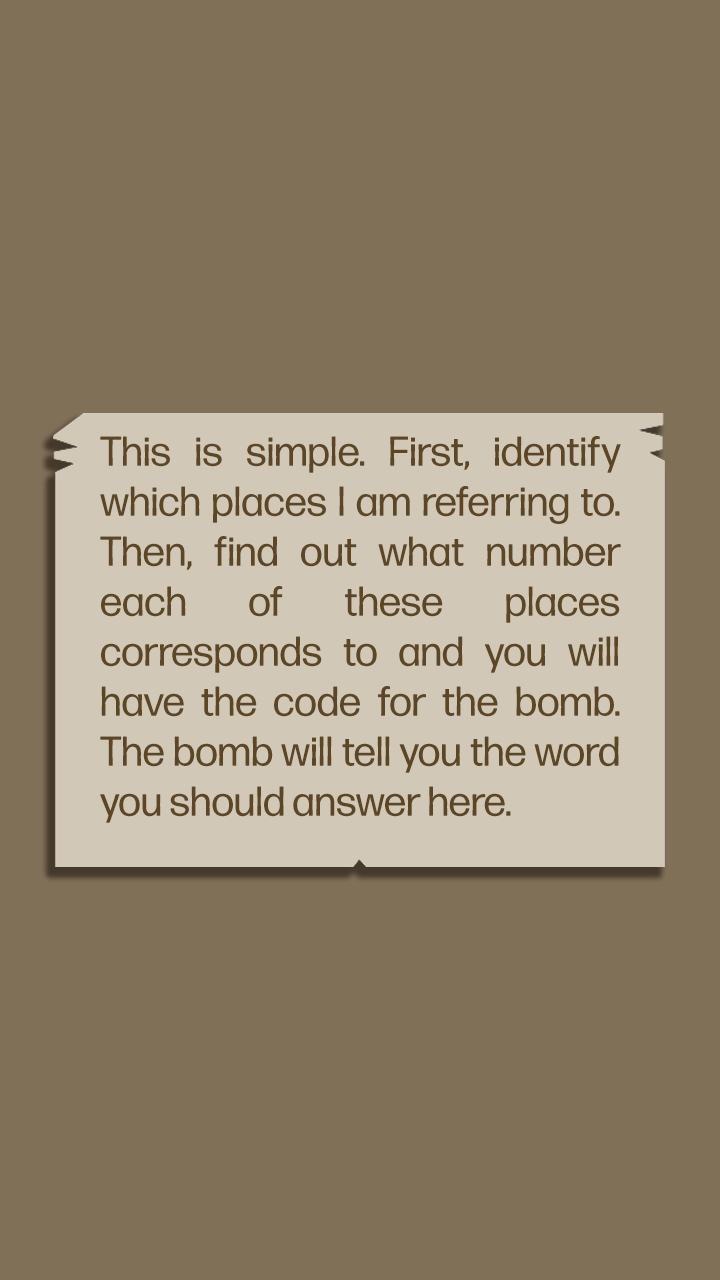 This is simple. First, identify
which places I am referring to.
Then, find out what number
each of these places
corresponds to and you will
have the code for the bomb.
The bomb will tell you the word
you should answer here.